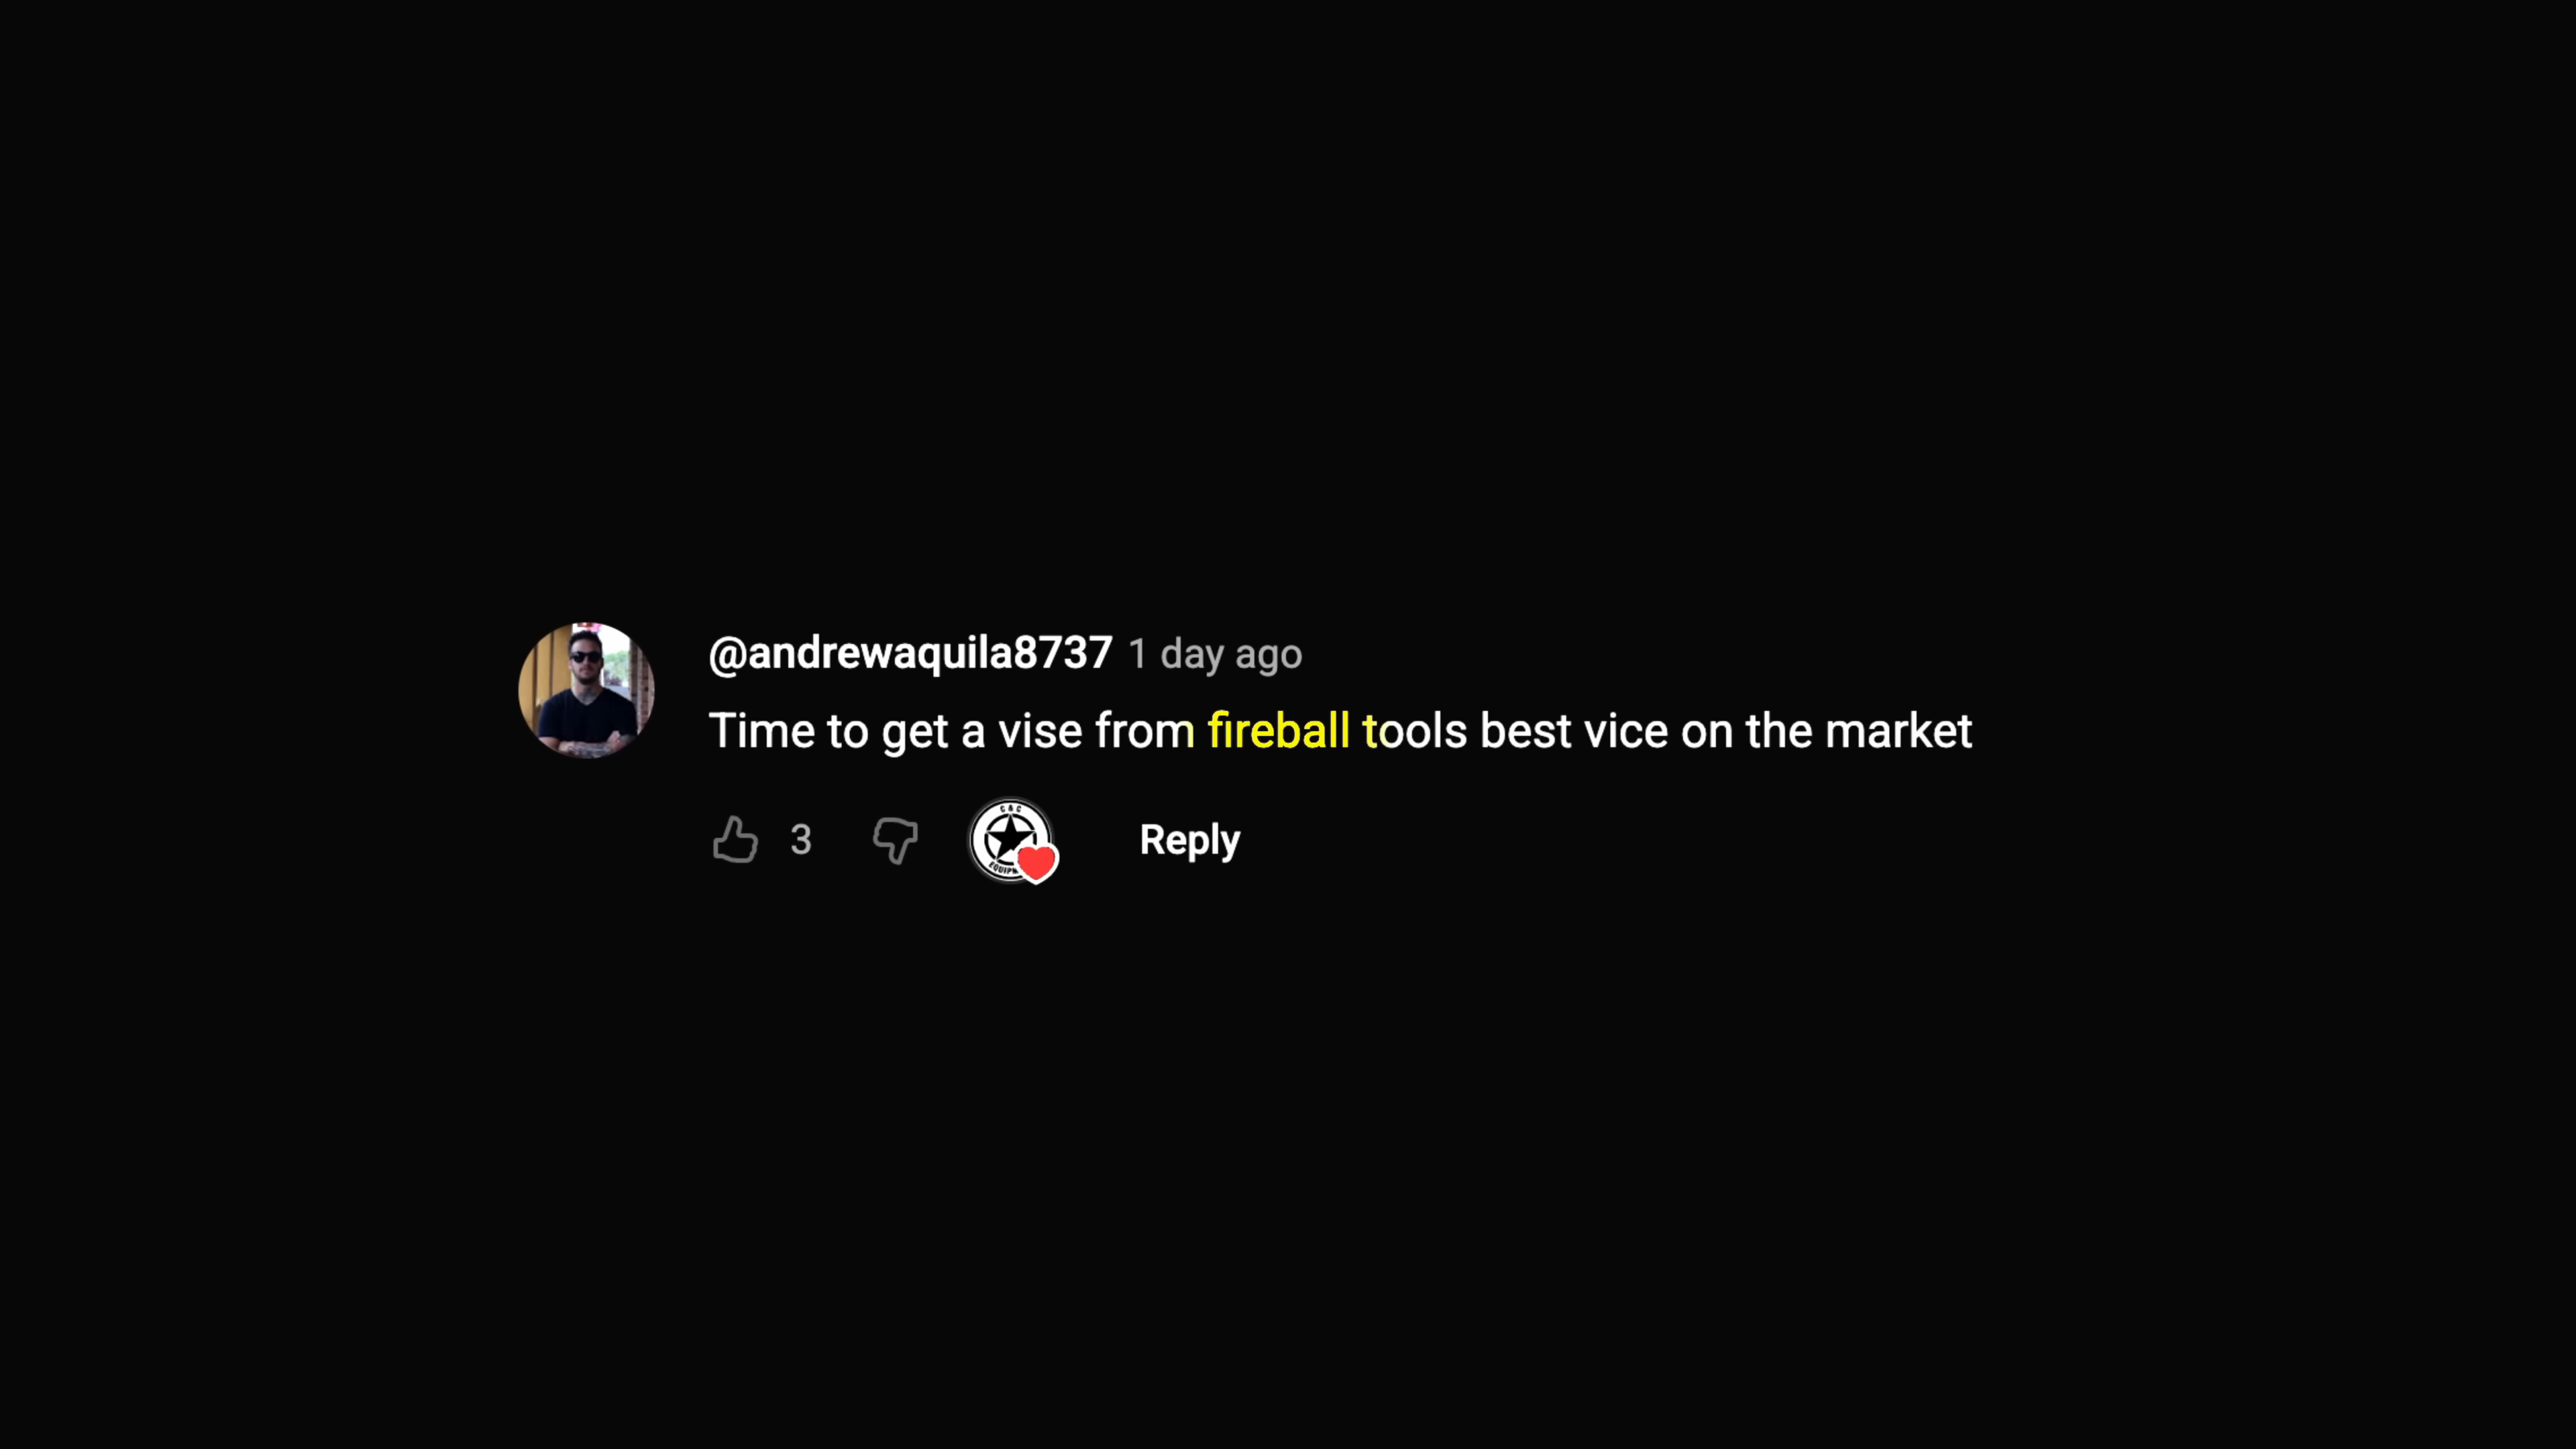 @andrewaquila8737 1 day ago
Time to get a vise from fireball tools best vice on the market
3 Reply
C&C